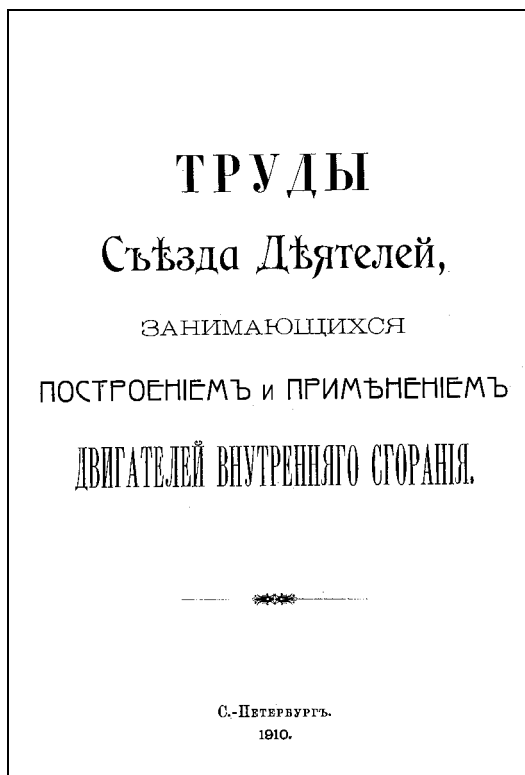 ТРУДЫ
Съѣзда Дѣятелей,
ЗАНИМАЮЩИХСЯ
ПОСТРОЕНІЕМЪ и ПРИМѢНЕНІЕМЪ
ДВИГАТЕЛЕЙ ВНУТРЕННЯГО СГОРАНІЯ.
С.-ПЕТЕРБУРГЪ.
1910.